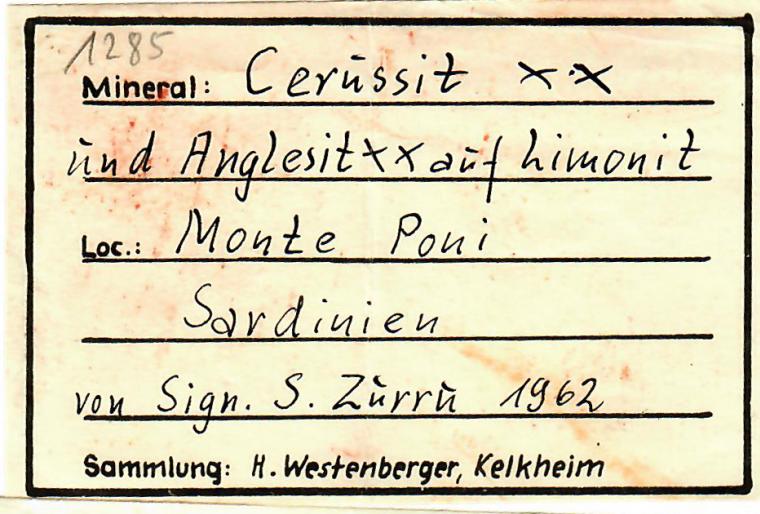 1285
Mineral: Cerussit xx
und Anglesit xx auf Limonit
Loc.: Monte Poni
Sardinien
von Sign. S. Zurru 1962
Sammlung: H. Westenberger, Kelkheim